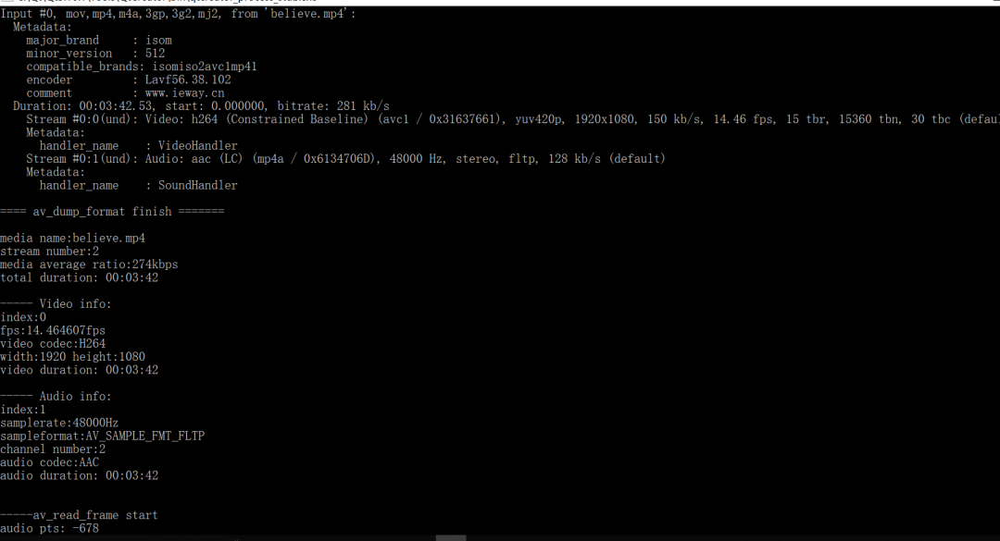 Input #0, mov,mp4,m4a,3gp,3g2,mj2, from 'believe.mp4':
Metadata:
major_brand     : isom
minor_version   : 512
compatible_brands: isomiso2avc1mp41
encoder         : Lavf56.38.102
comment         : www.ieway.cn
Duration: 00:03:42.53, start: 0.000000, bitrate: 281 kb/s
Stream #0:0(und): Video: h264 (Constrained Baseline) (avc1 / 0x31637661), yuv420p, 1920x1080, 150 kb/s, 14.46 fps, 15 tbr, 15360 tbn, 30 tbc (defau
Metadata:
handler_name    : VideoHandler
Stream #0:1(und): Audio: aac (LC) (mp4a / 0x6134706D), 48000 Hz, stereo, fltp, 128 kb/s (default)
Metadata:
handler_name    : SoundHandler
==== av_dump_format finish =======
media name:believe.mp4
stream number:2
media average ratio:274kbps
total duration: 00:03:42
----- Video info:
index:0
fps:14.464607fps
video codec:H264
width:1920 height:1080
video duration: 00:03:42
----- Audio info:
index:1
samplerate:48000Hz
sampleformat:AV_SAMPLE_FMT_FLTP
channel number:2
audio codec:AAC
audio duration: 00:03:42
-----av_read_frame start
audio pts: -678